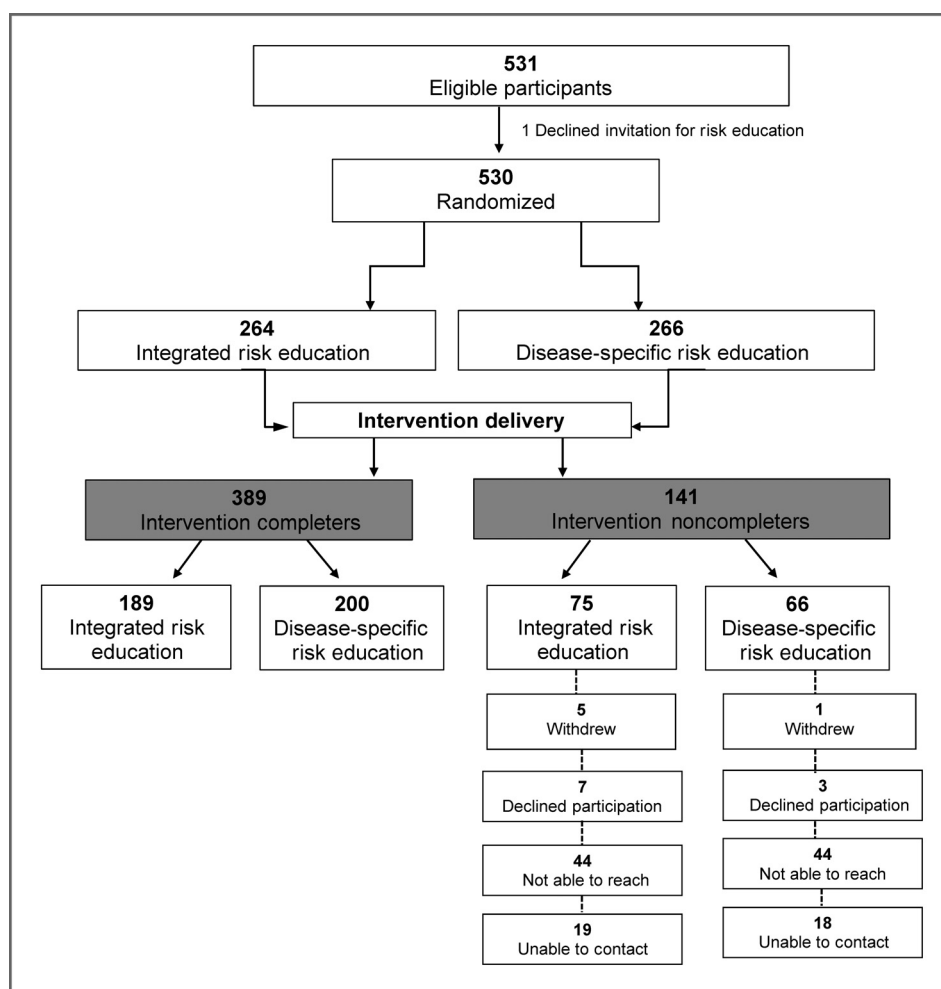 531
Eligible participants
1 Declined invitation for risk education
530
Randomized
264
Integrated risk education
266
Disease-specific risk education
Intervention delivery
389
Intervention completers
141
Intervention noncompleters
189
Integrated risk
education
200
Disease-specific
risk education
75
Integrated risk
education
66
Disease-specific
risk education
5
Withdrew
1
Withdrew
7
Declined participation
3
Declined participation
44
Not able to reach
44
Not able to reach
19
Unable to contact
18
Unable to contact